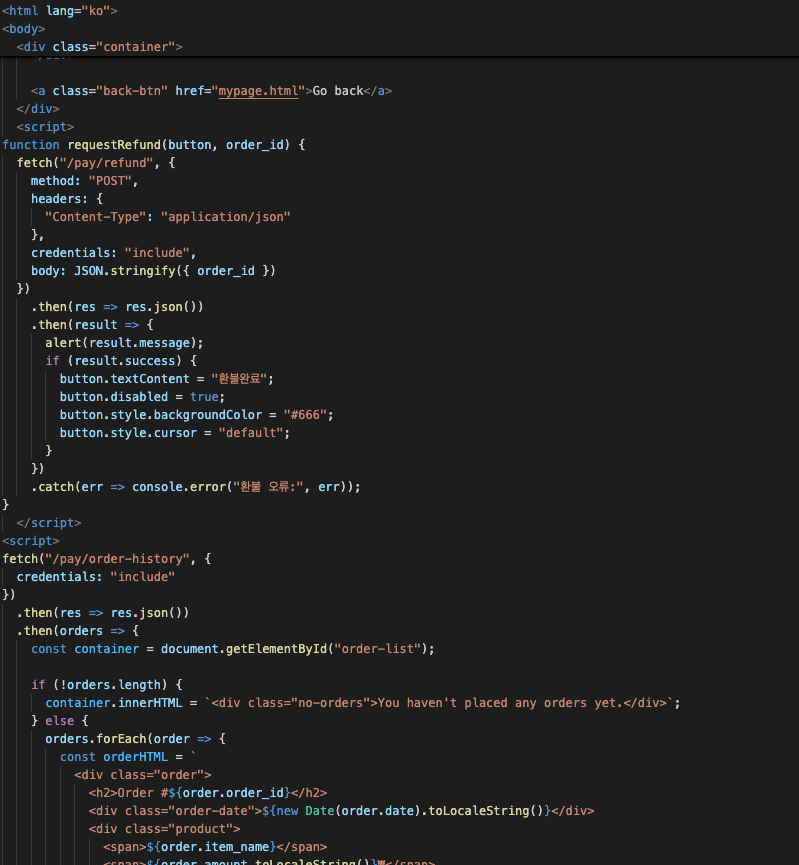 <html lang="ko">
<body>
<div class="container">
<a class="back-btn" href="mypage.html">Go back</a>
</div>
<script>
function requestRefund(button, order_id) {
fetch("/pay/refund", {
method: "POST",
headers: {
"Content-Type": "application/json"
},
credentials: "include",
body: JSON.stringify({ order_id })
})
.then(res => res.json())
.then(result => {
alert(result.message);
if (result.success) {
button.textContent = "환불완료";
button.disabled = true;
button.style.backgroundColor = "#666";
button.style.cursor = "default";
}
})
.catch(err => console.error("환불 오류:", err));
}
</script>
<script>
fetch("/pay/order-history", {
credentials: "include"
})
.then(res => res.json())
.then(orders => {
const container = document.getElementById("order-list");
if (!orders.length) {
container.innerHTML = `<div class="no-orders">You haven't placed any orders yet.</div>`;
} else {
orders.forEach(order => {
const orderHTML = `
<div class="order">
<h2>Order #${order.order_id}</h2>
<div class="order-date">${new Date(order.date).toLocaleString()}</div>
<div class="product">
<span>${order.item_name}</span>
<span>${order.amount.toLocaleString()}₩</span>